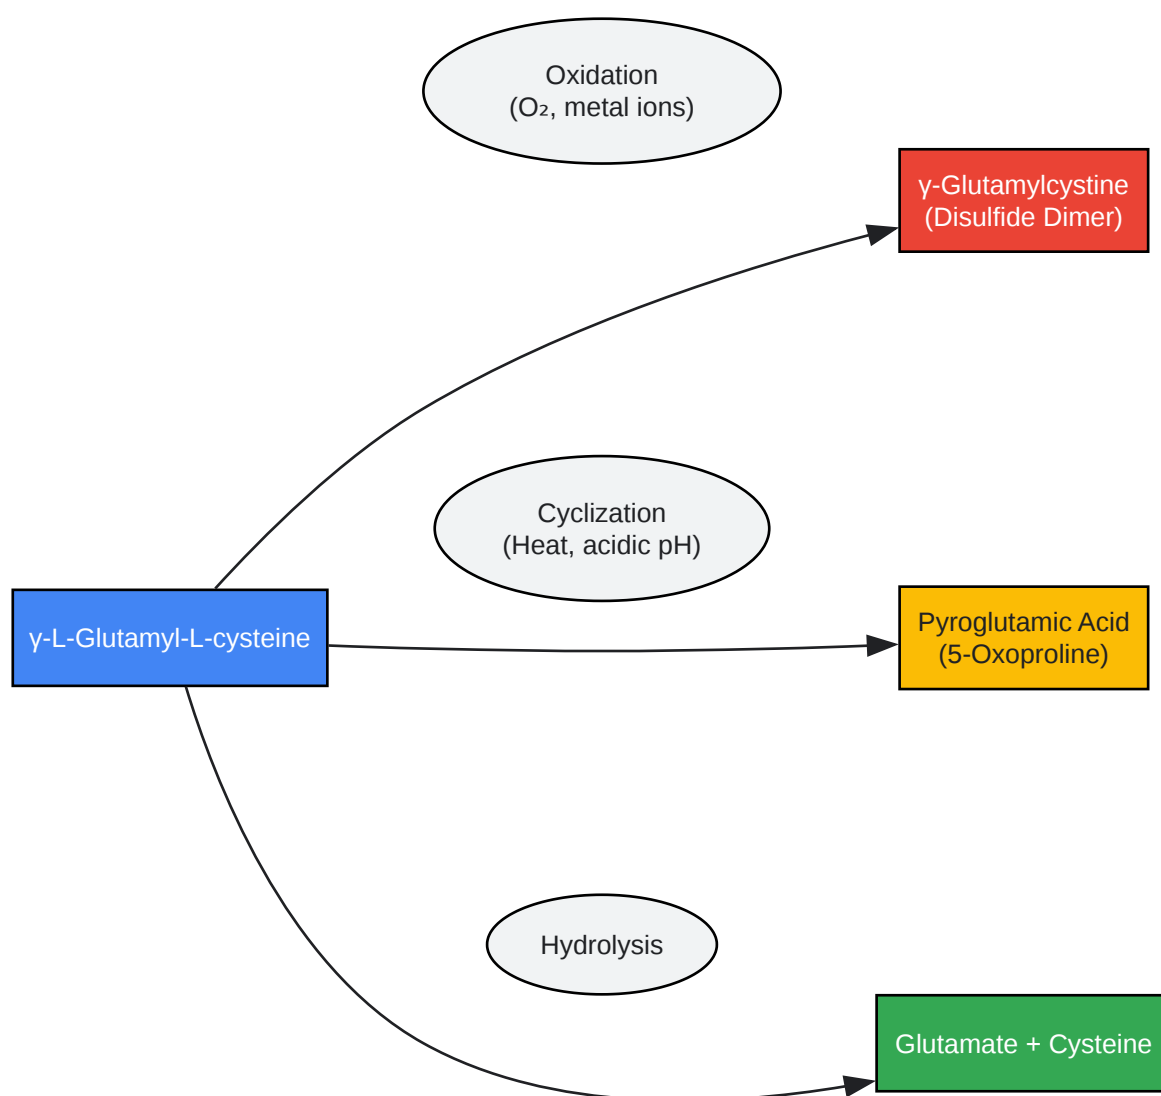 Oxidation
(O₂, metal ions)
γ-Glutamylcystine
(Disulfide Dimer)
Cyclization
(Heat, acidic pH)
γ-L-Glutamyl-L-cysteine
Pyroglutamic Acid
(5-Oxoproline)
Hydrolysis
Glutamate + Cysteine